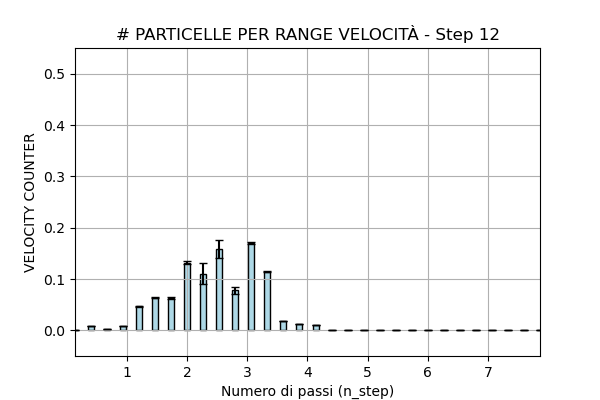 # PARTICELLE PER RANGE VELOCITÀ - Step 12
VELOCITY COUNTER
0.5
0.4
0.3
0.2
0.1
0.0
1 2 3 4 5 6 7
Numero di passi (n_step)